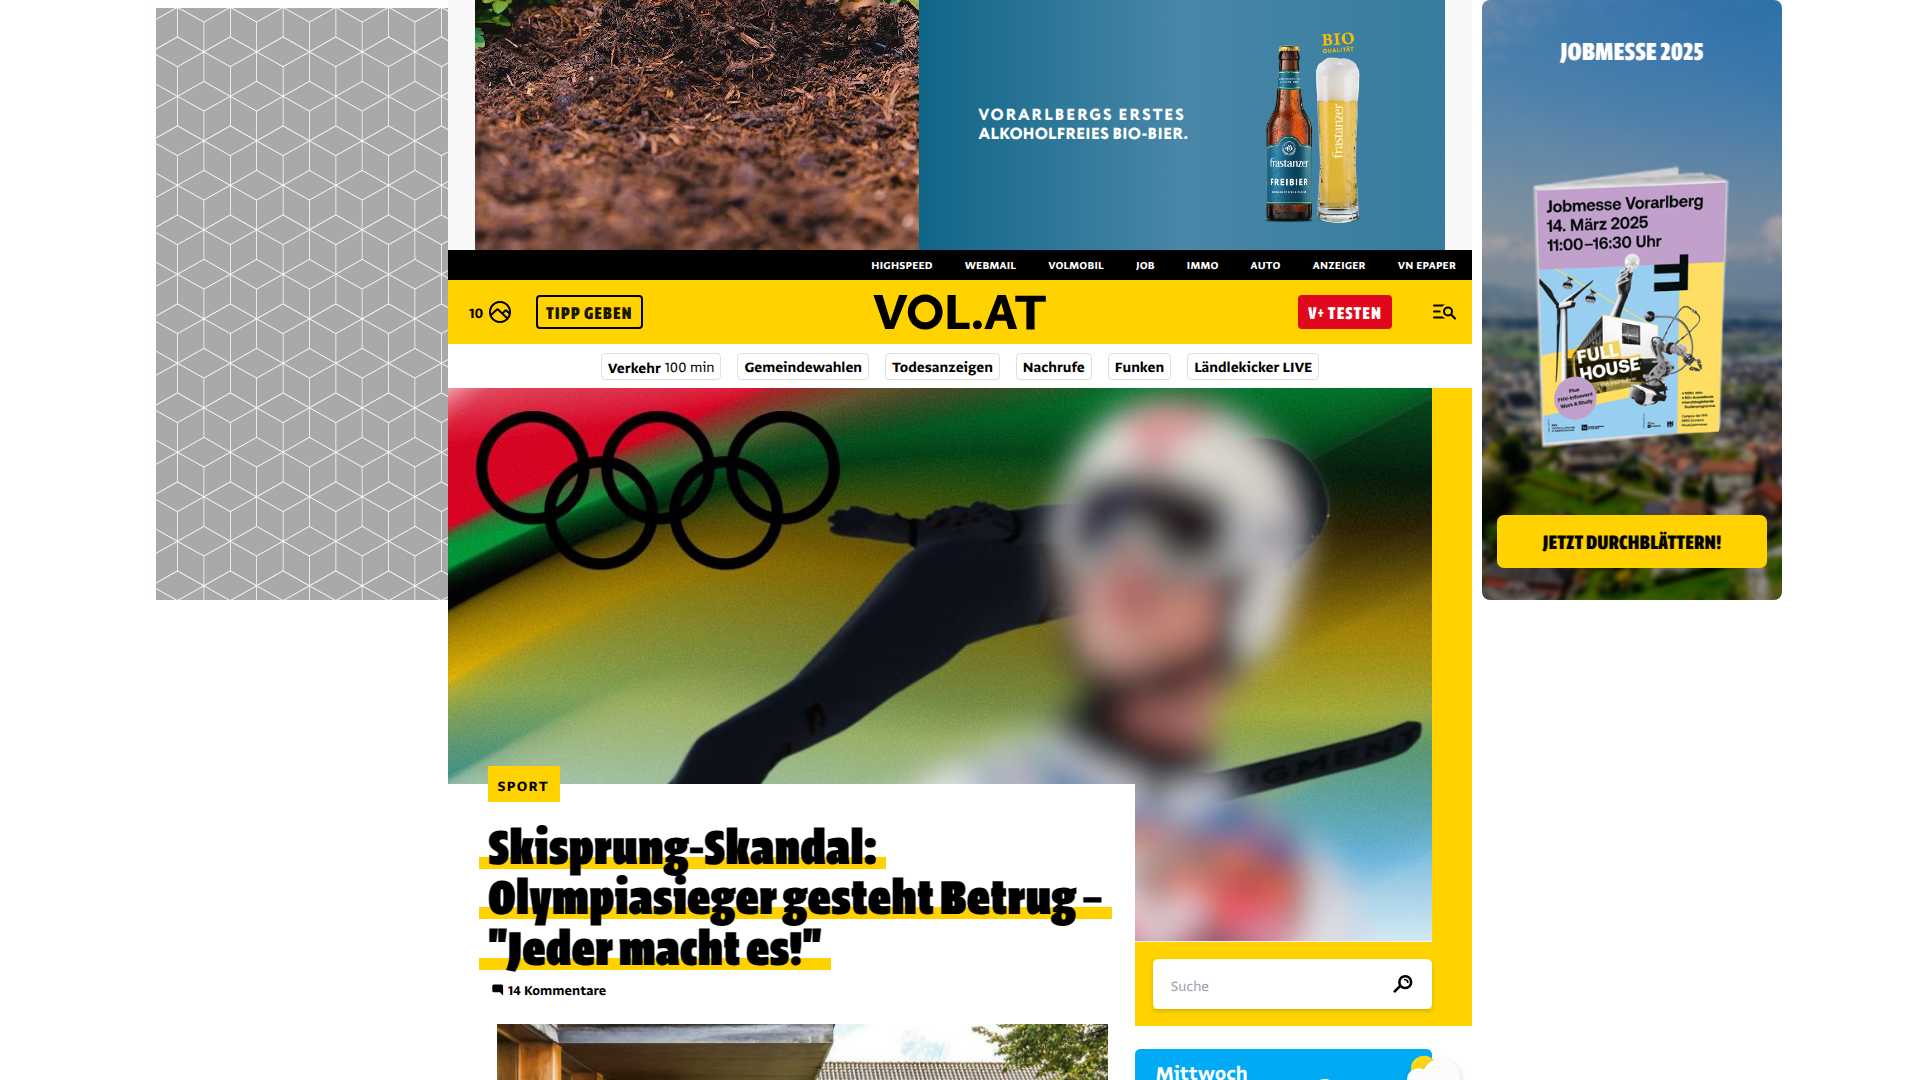 BIO
QUALITÄT
VORARLBERGS ERSTES
ALKOHOLFREIES BIO-BIER.
frastanzer
FREIBIER
frastanzer
JOBMESSE 2025
Jobmesse Vorarlberg
14. März 2025
11:00–16:30 Uhr
FULL
HOUSE
JETZT DURCHBLÄTTERN!
HIGHSPEED WEBMAIL VOLMOBIL JOB IMMO AUTO ANZEIGER VN EPAPER
10 TIPP GEBEN VOL.AT V+ TESTEN
Verkehr 100 min Gemeindewahlen Todesanzeigen Nachrufe Funken Ländlekicker LIVE
SPORT
Skisprung-Skandal:
Olympiasieger gesteht Betrug –
"Jeder macht es!"
14 Kommentare
Suche
Mittwoch